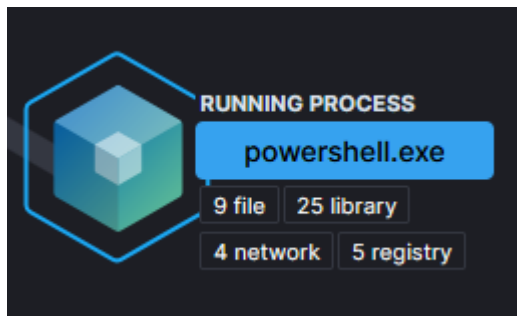 RUNNING PROCESS
powershell.exe
9 file 25 library
4 network 5 registry